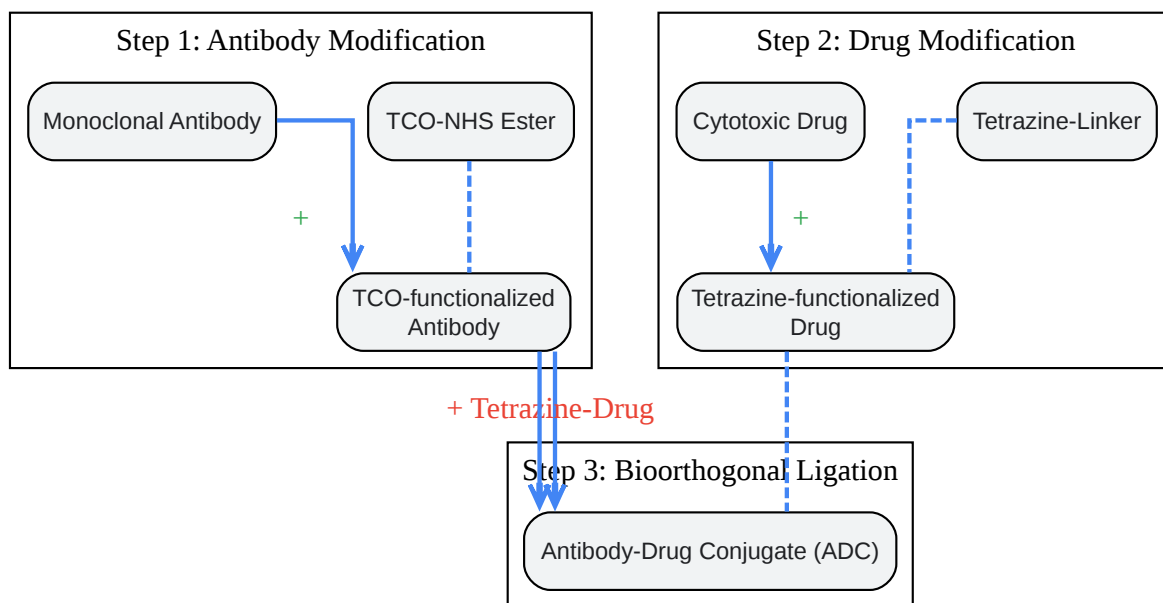 Step 1: Antibody Modification
Monoclonal Antibody
TCO-NHS Ester
+
TCO-functionalized
Antibody
Step 2: Drug Modification
Cytotoxic Drug
Tetrazine-Linker
+
Tetrazine-functionalized
Drug
+ Tetrazine-Drug
Step 3: Bioorthogonal Ligation
Antibody-Drug Conjugate (ADC)